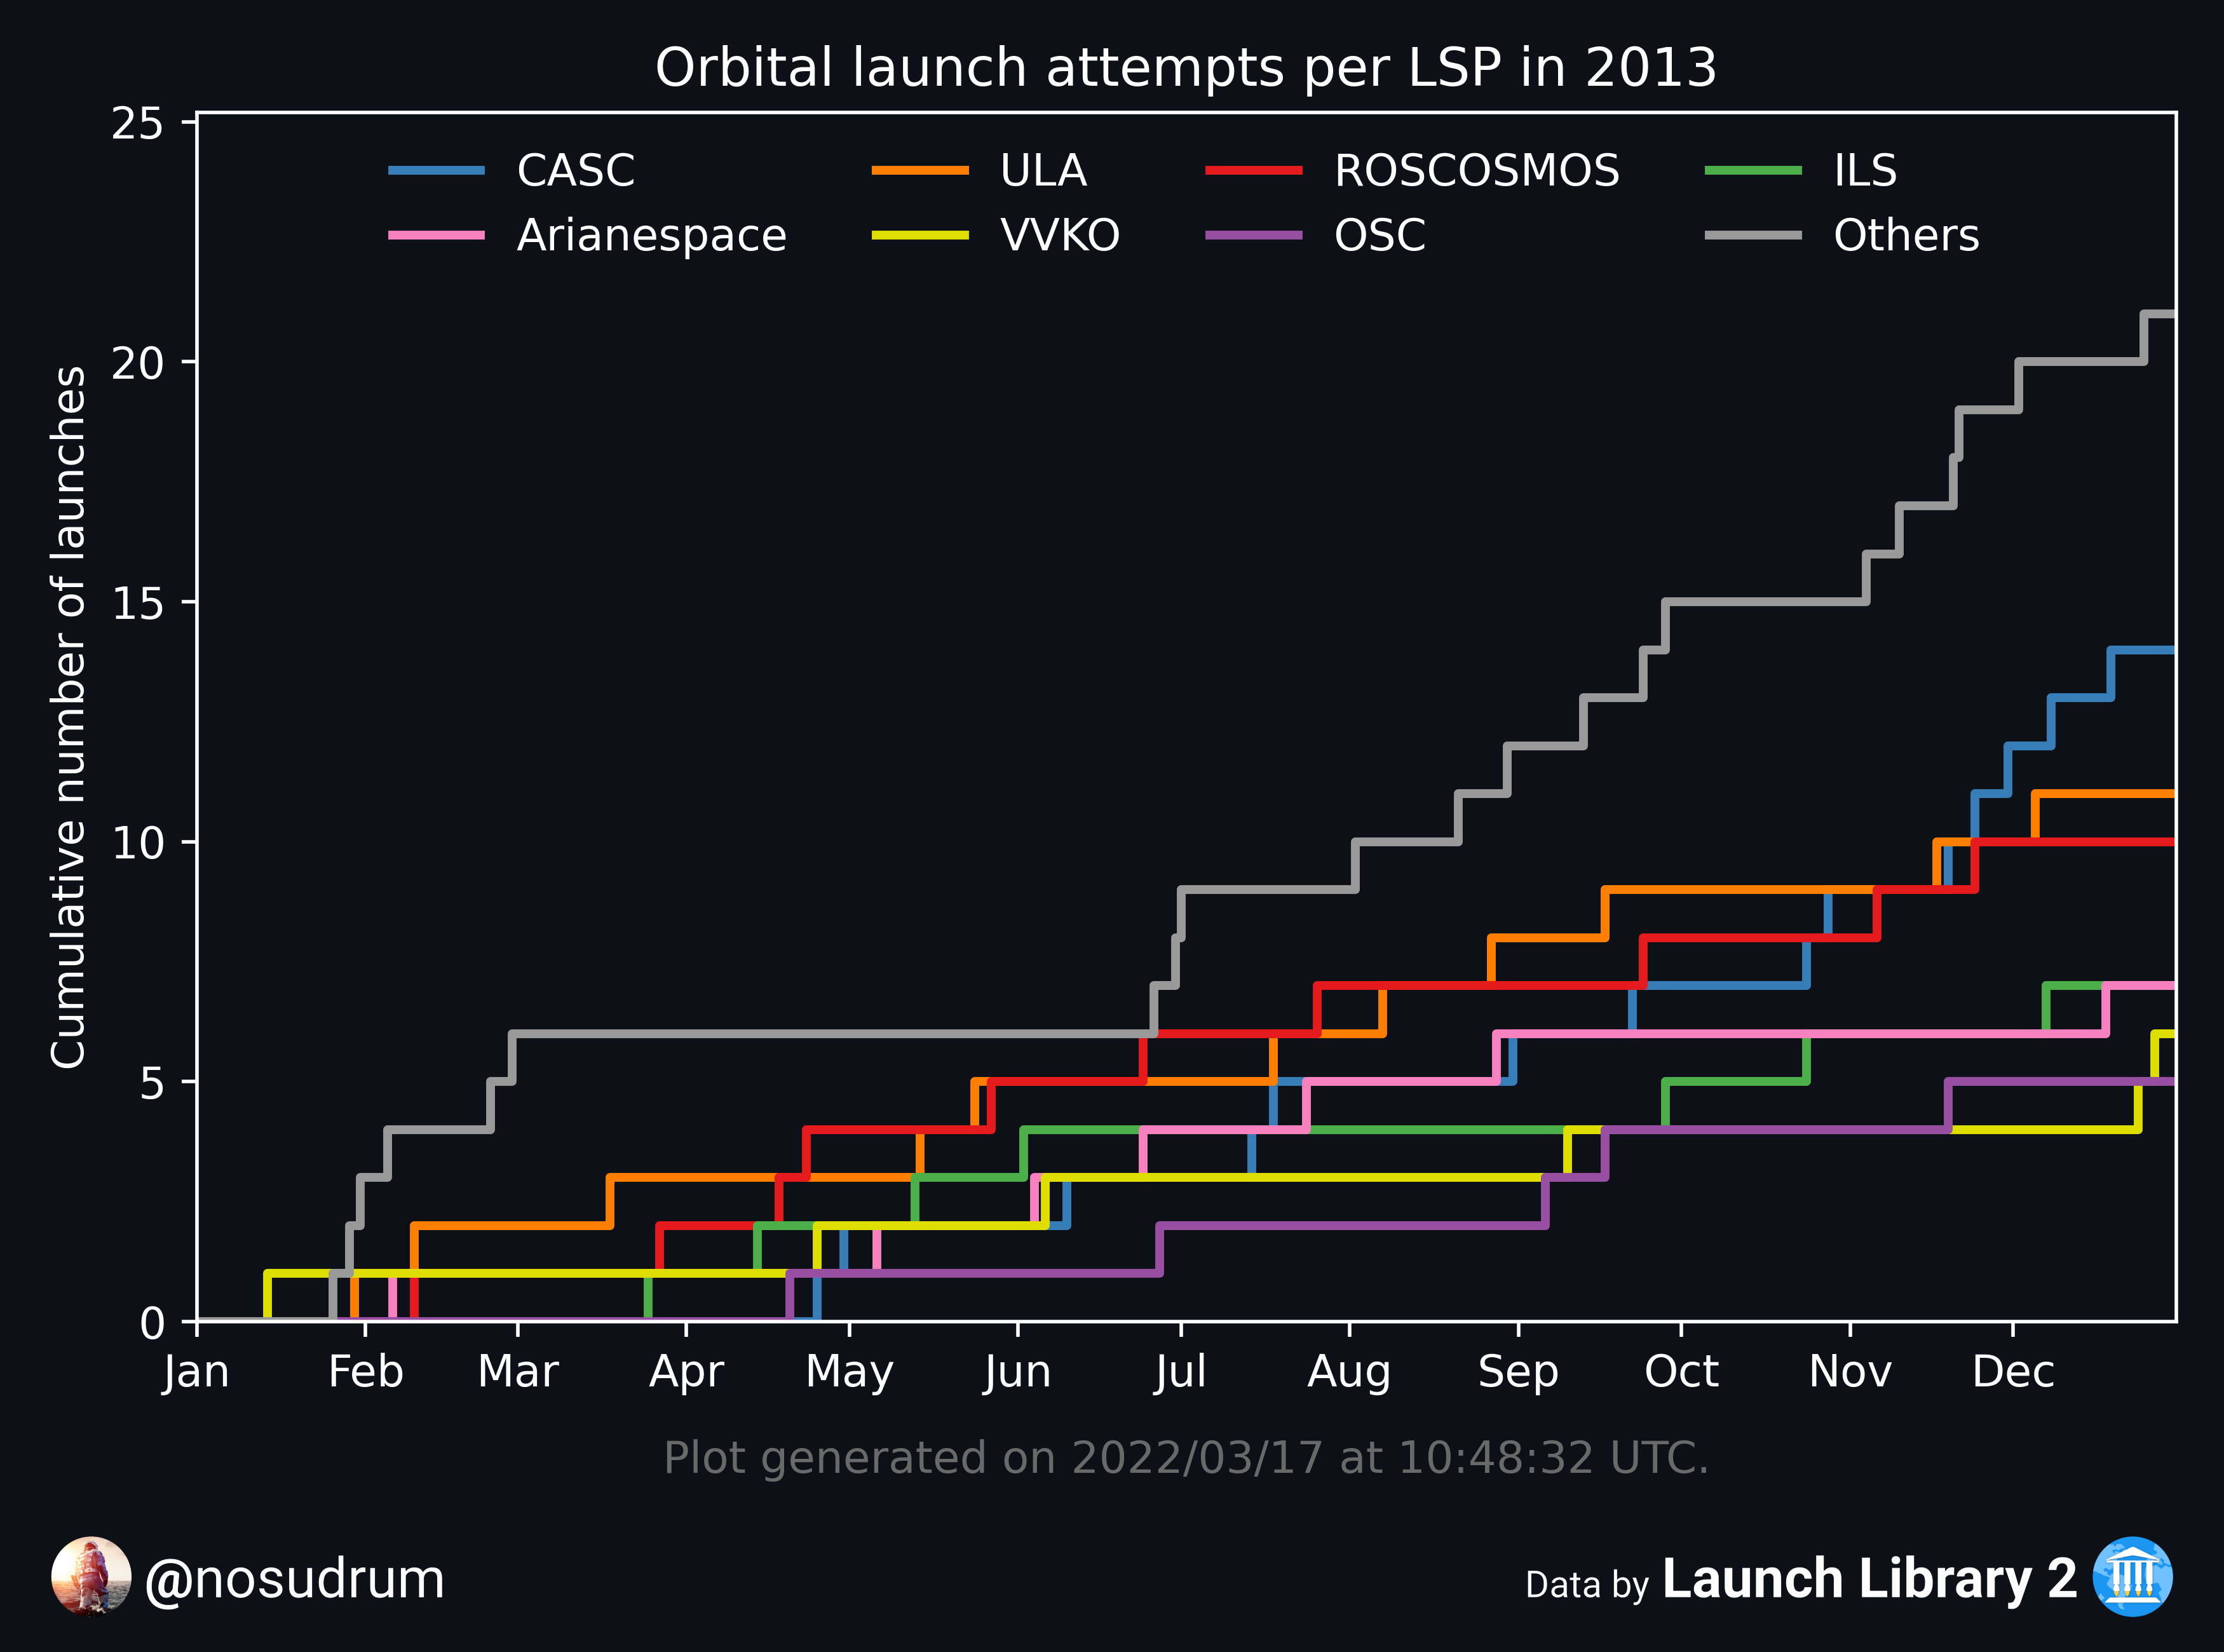 Orbital launch attempts per LSP in 2013
25
20
15
10
5
0
Cumulative number of launches
CASC ULA ROSCOSMOS ILS
Arianespace VVKO OSC Others
Jan Feb Mar Apr May Jun Jul Aug Sep Oct Nov Dec
Plot generated on 2022/03/17 at 10:48:32 UTC.
@nosudrum
Data by Launch Library 2